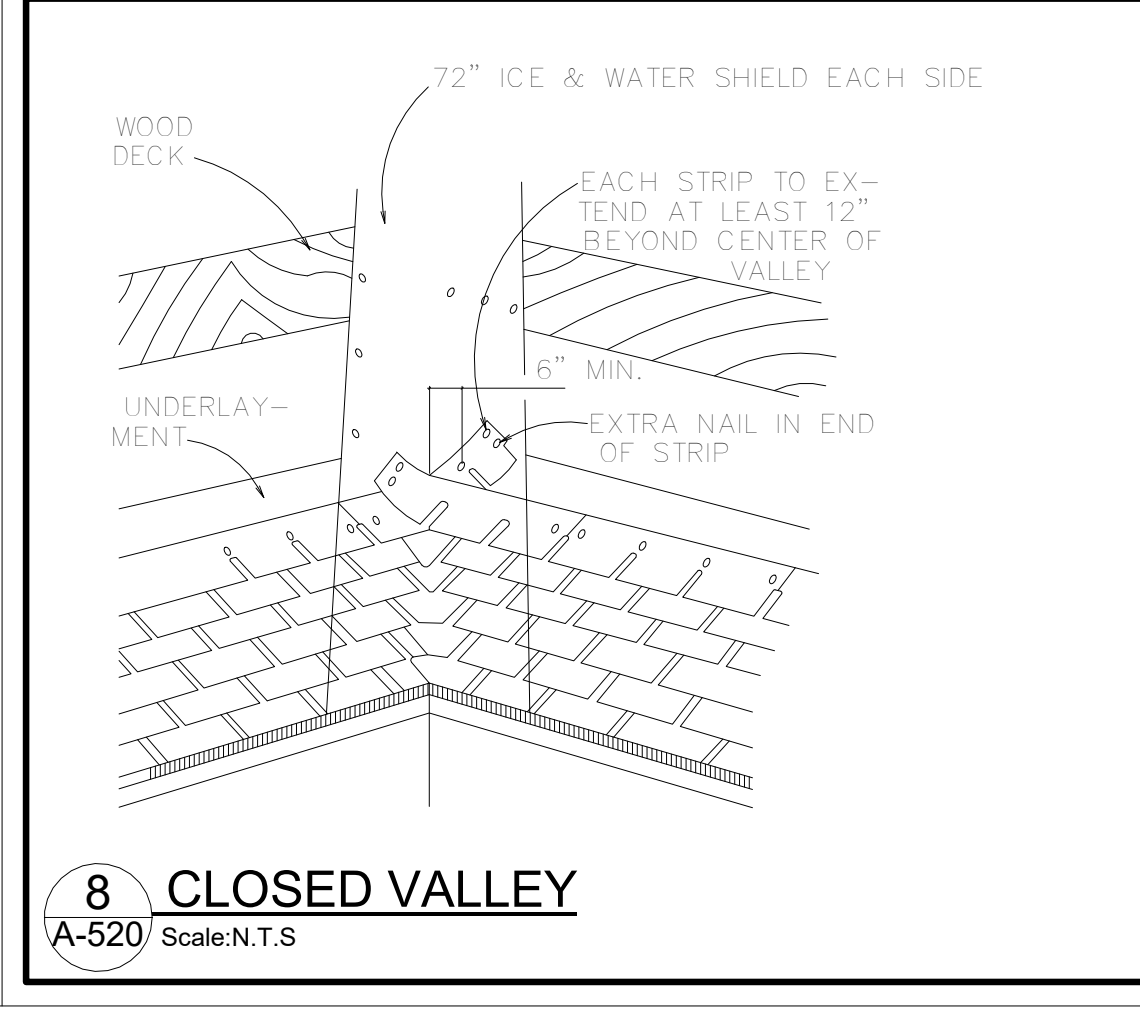 72” ICE & WATER SHIELD EACH SIDE
WOOD
DECK
EACH STRIP TO EX–
TEND AT LEAST 12”
BEYOND CENTER OF
VALLEY
6” MIN.
UNDERLAY–
MENT
EXTRA NAIL IN END
OF STRIP
8
A-520
CLOSED VALLEY
Scale:N.T.S